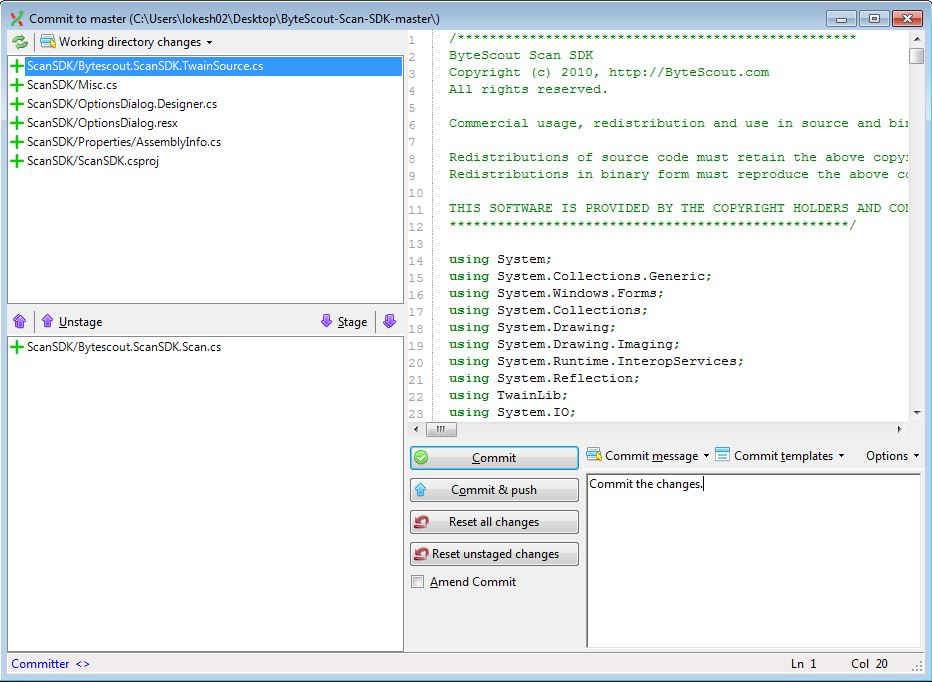 Commit to master (C:\Users\lokesh02\Desktop\ByteScout-Scan-SDK-master\)
Working directory changes
ScanSDK/Bytescout.ScanSDK.TwainSource.cs
ScanSDK/Misc.cs
ScanSDK/OptionsDialog.Designer.cs
ScanSDK/OptionsDialog.resx
ScanSDK/Properties/AssemblyInfo.cs
ScanSDK/ScanSDK.csproj
Unstage
Stage
ScanSDK/Bytescout.ScanSDK.Scan.cs
1 /**************************************************
2 ByteScout Scan SDK
3 Copyright (c) 2010, http://ByteScout.com
4 All rights reserved.
5
6 Commercial usage, redistribution and use in source and bin
7
8 Redistributions of source code must retain the above copyr
9 Redistributions in binary form must reproduce the above co
10
11 THIS SOFTWARE IS PROVIDED BY THE COPYRIGHT HOLDERS AND CON
12 **************************************************/
13
14 using System;
15 using System.Collections.Generic;
16 using System.Windows.Forms;
17 using System.Collections;
18 using System.Drawing;
19 using System.Drawing.Imaging;
20 using System.Runtime.InteropServices;
21 using System.Reflection;
22 using TwainLib;
23 using System.IO;
Commit
Commit & push
Reset all changes
Reset unstaged changes
Amend Commit
Commit message
Commit templates
Options
Commit the changes.
Committer <>
Ln 1
Col 20